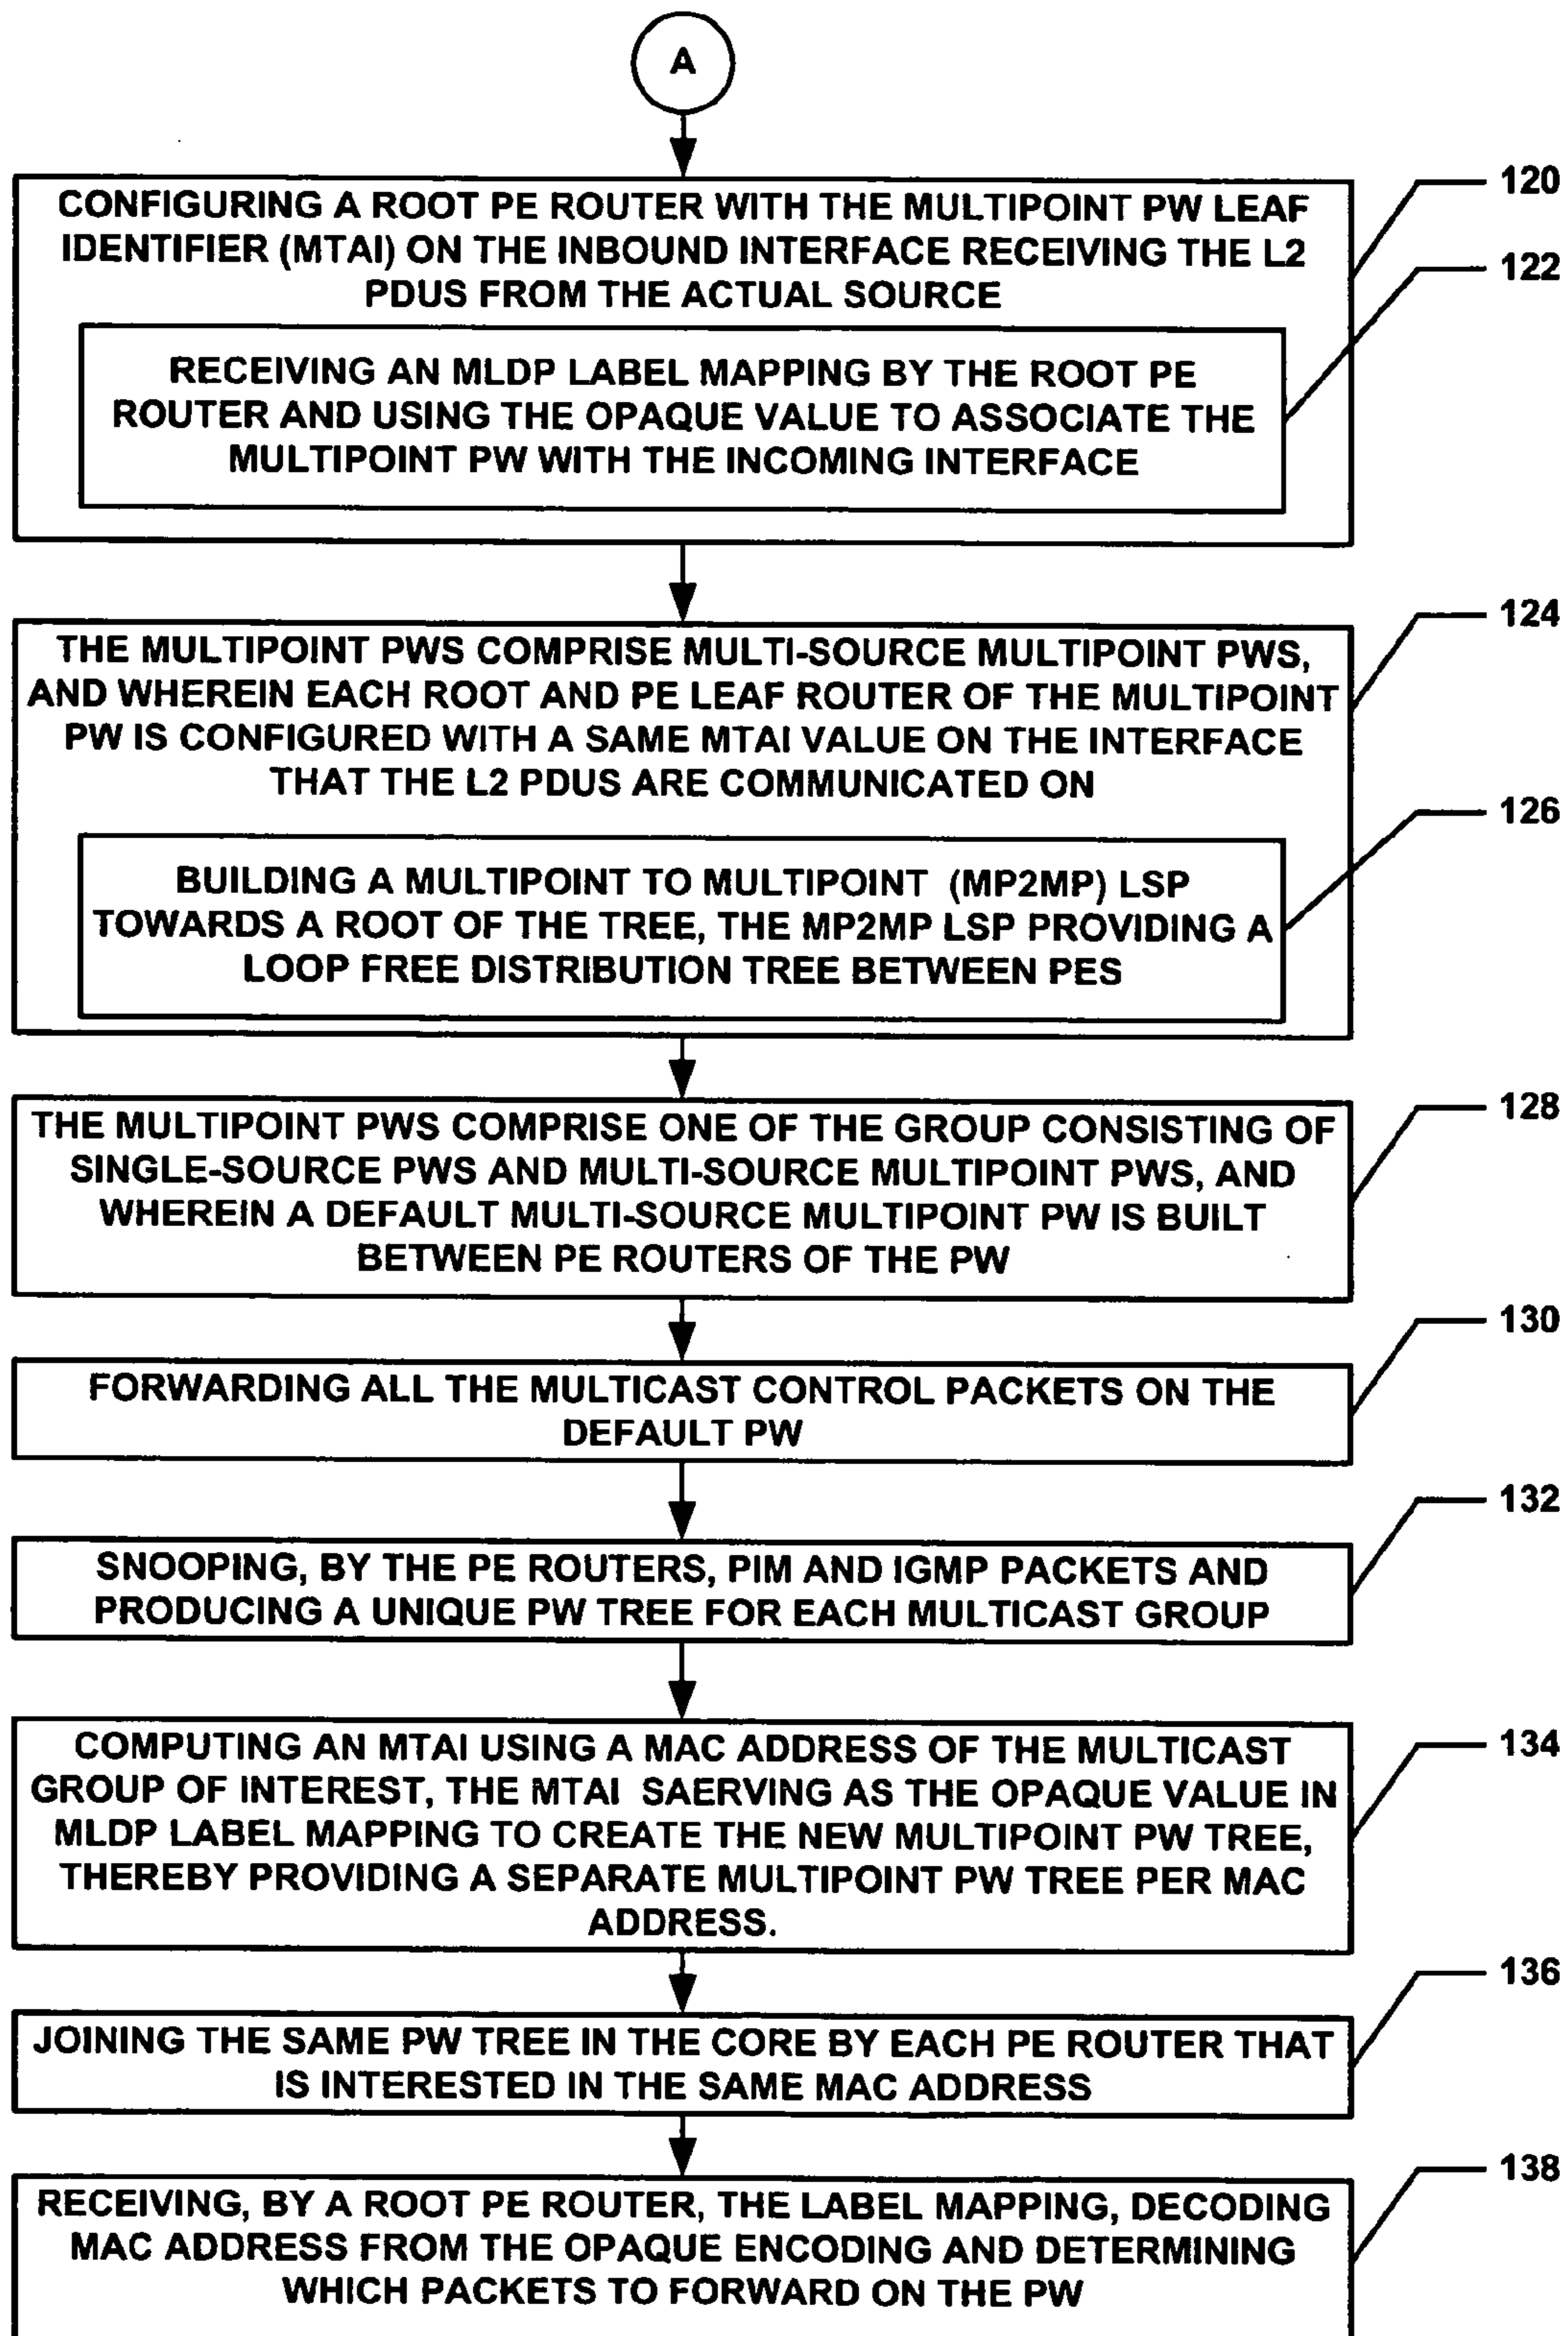 A
CONFIGURING A ROOT PE ROUTER WITH THE MULTIPOINT PW LEAF
IDENTIFIER (MTAI) ON THE INBOUND INTERFACE RECEIVING THE L2
PDUS FROM THE ACTUAL SOURCE
120
RECEIVING AN MLDP LABEL MAPPING BY THE ROOT PE
ROUTER AND USING THE OPAQUE VALUE TO ASSOCIATE THE
MULTIPOINT PW WITH THE INCOMING INTERFACE
122
THE MULTIPOINT PWS COMPRISE MULTI-SOURCE MULTIPOINT PWS,
AND WHEREIN EACH ROOT AND PE LEAF ROUTER OF THE MULTIPOINT
PW IS CONFIGURED WITH A SAME MTAI VALUE ON THE INTERFACE
THAT THE L2 PDUS ARE COMMUNICATED ON
124
BUILDING A MULTIPOINT TO MULTIPOINT (MP2MP) LSP
TOWARDS A ROOT OF THE TREE, THE MP2MP LSP PROVIDING A
LOOP FREE DISTRIBUTION TREE BETWEEN PES
126
THE MULTIPOINT PWS COMPRISE ONE OF THE GROUP CONSISTING OF
SINGLE-SOURCE PWS AND MULTI-SOURCE MULTIPOINT PWS, AND
WHEREIN A DEFAULT MULTI-SOURCE MULTIPOINT PW IS BUILT
BETWEEN PE ROUTERS OF THE PW
128
FORWARDING ALL THE MULTICAST CONTROL PACKETS ON THE
DEFAULT PW
130
SNOOPING, BY THE PE ROUTERS, PIM AND IGMP PACKETS AND
PRODUCING A UNIQUE PW TREE FOR EACH MULTICAST GROUP
132
COMPUTING AN MTAI USING A MAC ADDRESS OF THE MULTICAST
GROUP OF INTEREST, THE MTAI SAERVING AS THE OPAQUE VALUE IN
MLDP LABEL MAPPING TO CREATE THE NEW MULTIPOINT PW TREE,
THEREBY PROVIDING A SEPARATE MULTIPOINT PW TREE PER MAC
ADDRESS.
134
JOINING THE SAME PW TREE IN THE CORE BY EACH PE ROUTER THAT
IS INTERESTED IN THE SAME MAC ADDRESS
136
RECEIVING, BY A ROOT PE ROUTER, THE LABEL MAPPING, DECODING
MAC ADDRESS FROM THE OPAQUE ENCODING AND DETERMINING
WHICH PACKETS TO FORWARD ON THE PW
138